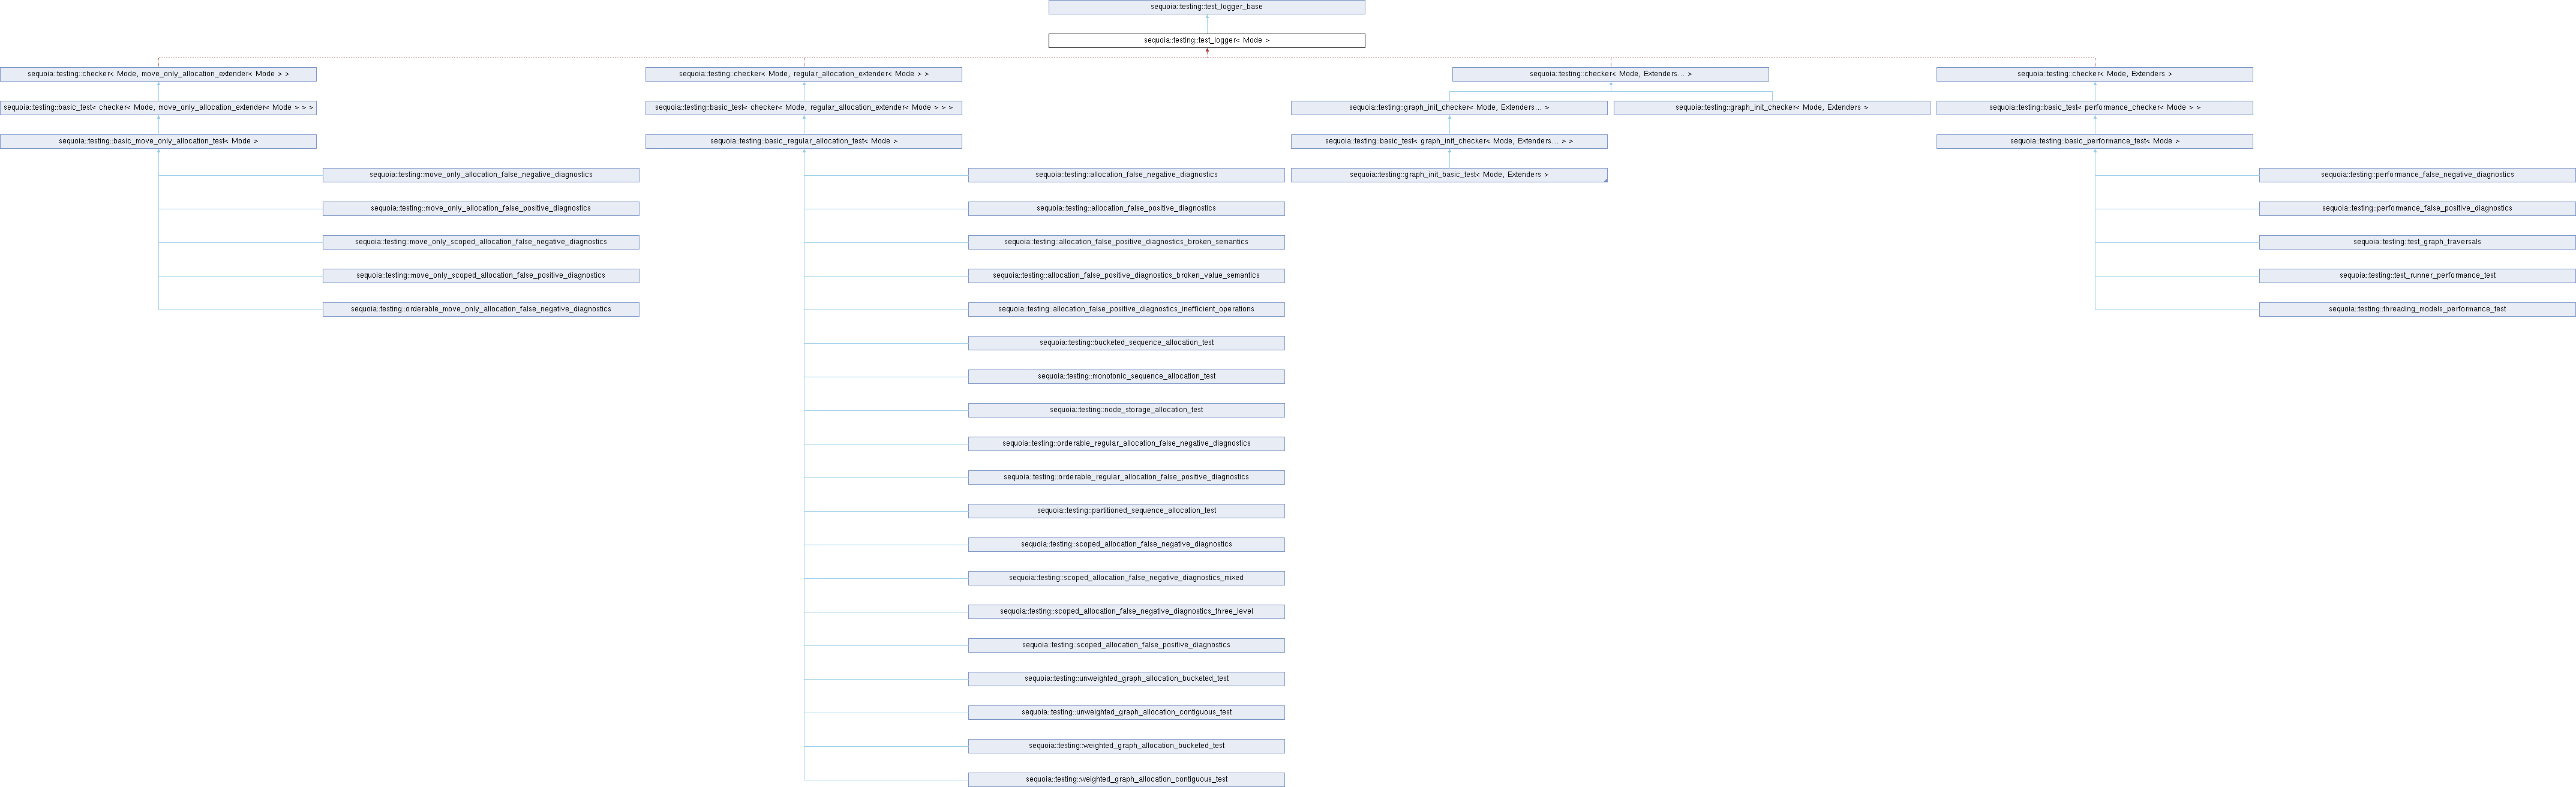 sequoia::testing::test_logger_base
sequoia::testing::test_logger< Mode >
sequoia::testing::checker< Mode, move_only_allocation_extender< Mode > >
sequoia::testing::checker< Mode, regular_allocation_extender< Mode > >
sequoia::testing::checker< Mode, Extenders... >
sequoia::testing::checker< Mode, Extenders >
sequoia::testing::basic_test< checker< Mode, move_only_allocation_extender< Mode > > >
sequoia::testing::basic_test< checker< Mode, regular_allocation_extender< Mode > > >
sequoia::testing::graph_init_checker< Mode, Extenders... >
sequoia::testing::graph_init_checker< Mode, Extenders >
sequoia::testing::basic_test< performance_checker< Mode > >
sequoia::testing::basic_move_only_allocation_test< Mode >
sequoia::testing::basic_regular_allocation_test< Mode >
sequoia::testing::basic_test< graph_init_checker< Mode, Extenders... > >
sequoia::testing::basic_performance_test< Mode >
sequoia::testing::move_only_allocation_false_negative_diagnostics
sequoia::testing::allocation_false_negative_diagnostics
sequoia::testing::graph_init_basic_test< Mode, Extenders >
sequoia::testing::performance_false_negative_diagnostics
sequoia::testing::move_only_allocation_false_positive_diagnostics
sequoia::testing::allocation_false_positive_diagnostics
sequoia::testing::performance_false_positive_diagnostics
sequoia::testing::move_only_scoped_allocation_false_negative_diagnostics
sequoia::testing::allocation_false_positive_diagnostics_broken_semantics
sequoia::testing::test_graph_traversals
sequoia::testing::move_only_scoped_allocation_false_positive_diagnostics
sequoia::testing::allocation_false_positive_diagnostics_broken_value_semantics
sequoia::testing::test_runner_performance_test
sequoia::testing::orderable_move_only_allocation_false_negative_diagnostics
sequoia::testing::allocation_false_positive_diagnostics_inefficient_operations
sequoia::testing::threading_models_performance_test
sequoia::testing::bucketed_sequence_allocation_test
sequoia::testing::monotonic_sequence_allocation_test
sequoia::testing::node_storage_allocation_test
sequoia::testing::orderable_regular_allocation_false_negative_diagnostics
sequoia::testing::orderable_regular_allocation_false_positive_diagnostics
sequoia::testing::partitioned_sequence_allocation_test
sequoia::testing::scoped_allocation_false_negative_diagnostics
sequoia::testing::scoped_allocation_false_negative_diagnostics_mixed
sequoia::testing::scoped_allocation_false_negative_diagnostics_three_level
sequoia::testing::scoped_allocation_false_positive_diagnostics
sequoia::testing::unweighted_graph_allocation_bucketed_test
sequoia::testing::unweighted_graph_allocation_contiguous_test
sequoia::testing::weighted_graph_allocation_bucketed_test
sequoia::testing::weighted_graph_allocation_contiguous_test